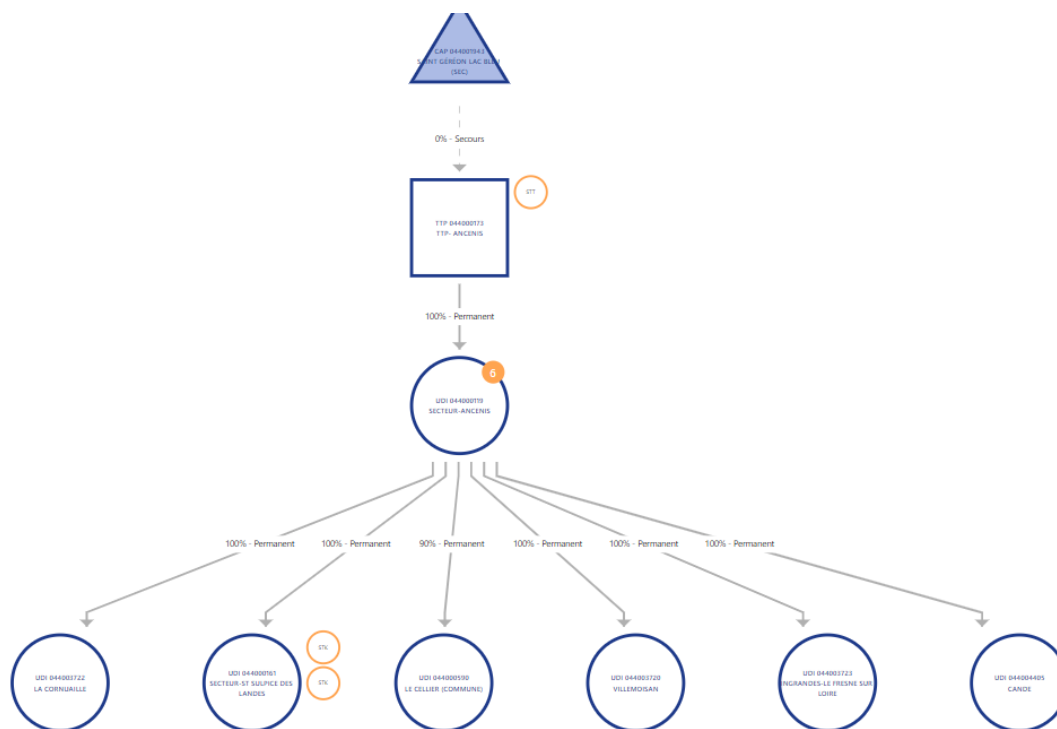 CAP 044001943
SAINT GÉRÉON LAC BLEU
(SEC)
0% - Secours
STT
TTP 044000173
TTP- ANCENIS
100% - Permanent
6
UDI 044000119
SECTEUR-ANCENIS
100% - Permanent
100% - Permanent
90% - Permanent
100% - Permanent
100% - Permanent
100% - Permanent
UDI 044003722
LA CORNUAILLE
UDI 044000161
SECTEUR-ST SULPICE DES
LANDES
STK
STK
UDI 044000590
LE CELLIER (COMMUNE)
UDI 044003720
VILLEMOISAN
UDI 044003723
INGRANDES-LE FRESNE SUR
LOIRE
UDI 044004405
CANDE